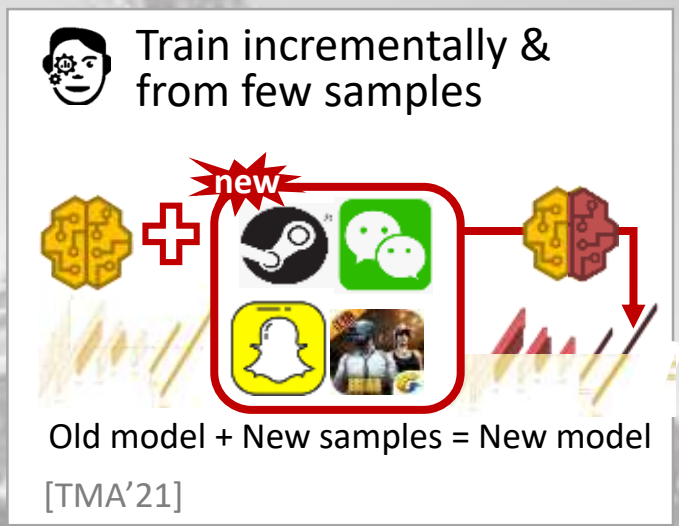 Train incrementally &
from few samples
new
Old model + New samples = New model
[TMA'21]